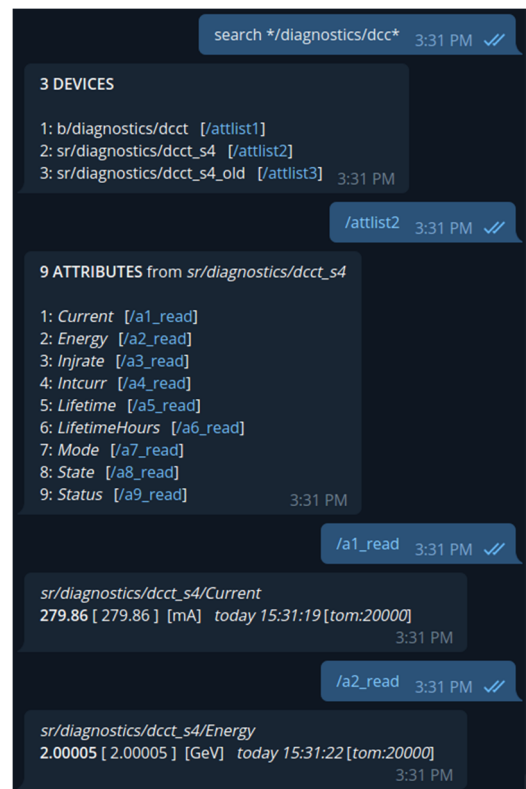 search */diagnostics/dcc* 3:31 PM
3 DEVICES
1: b/diagnostics/dcct [/attlist1]
2: sr/diagnostics/dcct_s4 [/attlist2]
3: sr/diagnostics/dcct_s4_old [/attlist3] 3:31 PM
/attlist2 3:31 PM
9 ATTRIBUTES from sr/diagnostics/dcct_s4
1: Current [/a1_read]
2: Energy [/a2_read]
3: Injrate [/a3_read]
4: Intcurr [/a4_read]
5: Lifetime [/a5_read]
6: LifetimeHours [/a6_read]
7: Mode [/a7_read]
8: State [/a8_read]
9: Status [/a9_read] 3:31 PM
/a1_read 3:31 PM
sr/diagnostics/dcct_s4/Current
279.86 [ 279.86 ] [mA] today 15:31:19 [tom:20000]
3:31 PM
/a2_read 3:31 PM
sr/diagnostics/dcct_s4/Energy
2.00005 [ 2.00005 ] [GeV] today 15:31:22 [tom:20000]
3:31 PM